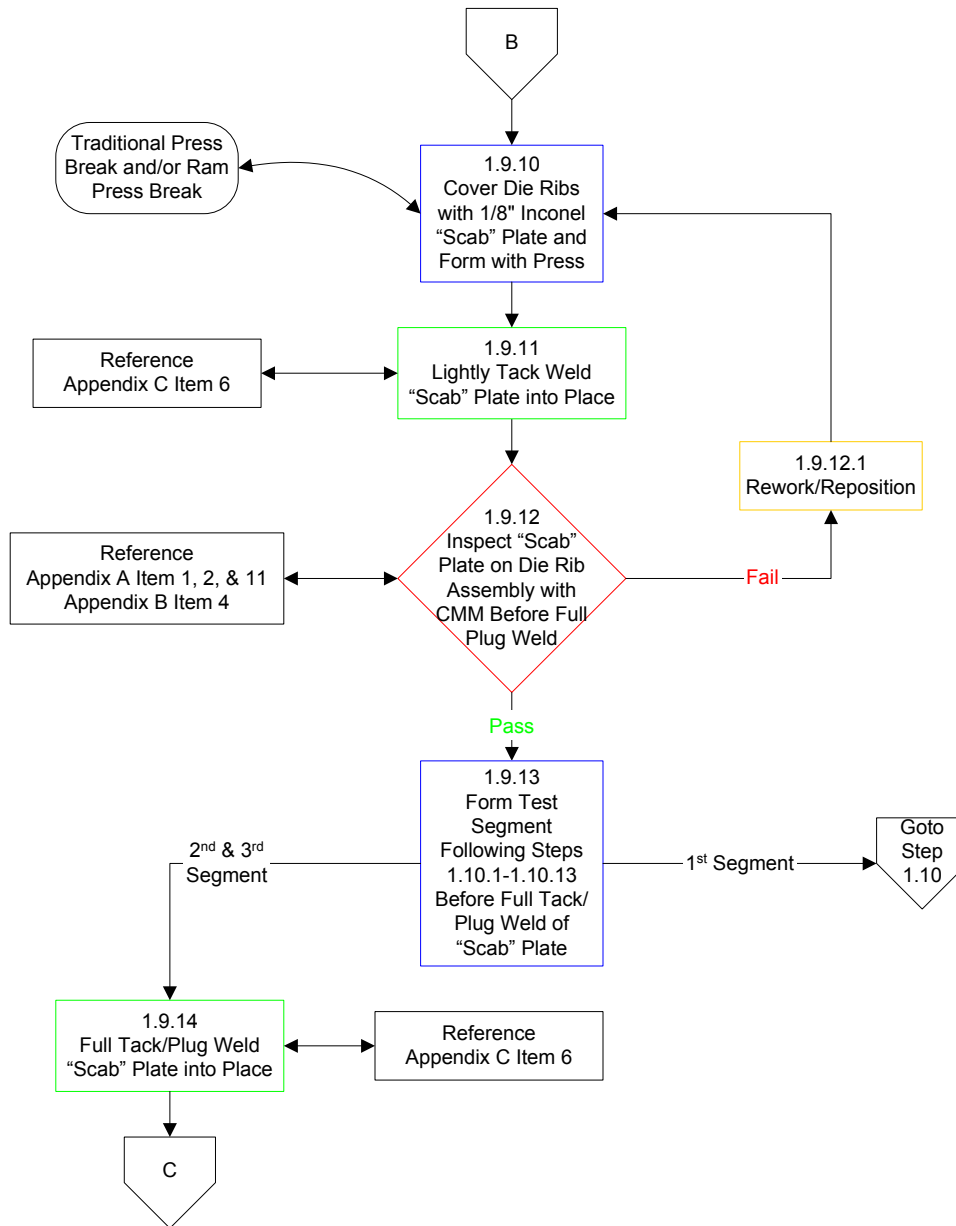 B
Traditional Press
Break and/or Ram
Press Break
1.9.10
Cover Die Ribs
with 1/8" Inconel
“Scab” Plate and
Form with Press
Reference
Appendix C Item 6
1.9.11
Lightly Tack Weld
“Scab” Plate into Place
1.9.12.1
Rework/Reposition
Reference
Appendix A Item 1, 2, & 11
Appendix B Item 4
1.9.12
Inspect “Scab”
Plate on Die Rib
Assembly with
CMM Before Full
Plug Weld
Fail
Pass
1.9.13
Form Test
Segment
Following Steps
1.10.1-1.10.13
Before Full Tack/
Plug Weld of
“Scab” Plate
2nd & 3rd
Segment
1st Segment
Goto
Step
1.10
1.9.14
Full Tack/Plug Weld
“Scab” Plate into Place
Reference
Appendix C Item 6
C